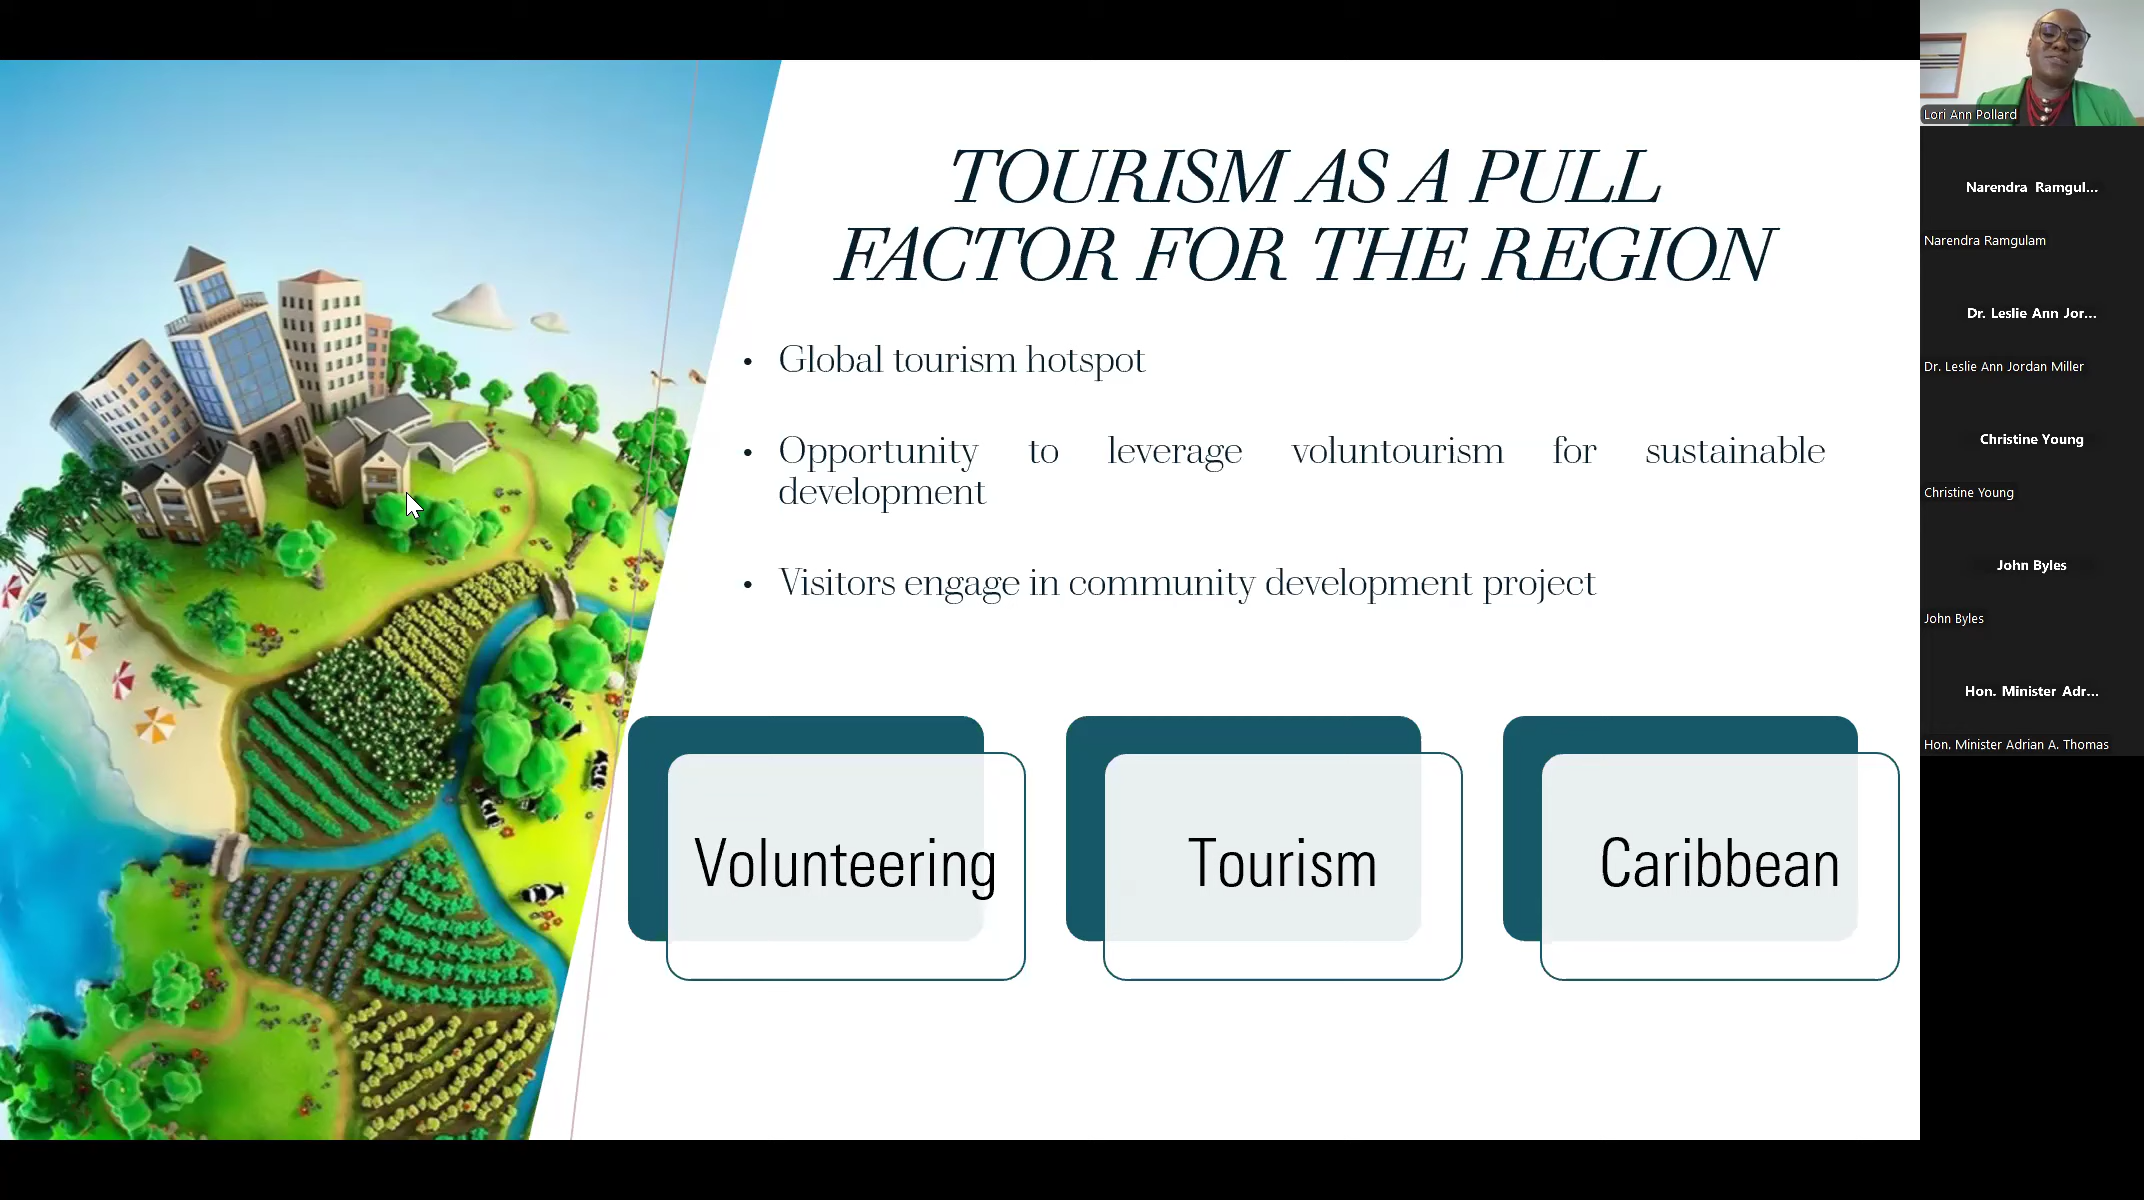 TOURISM AS A PULL
FACTOR FOR THE REGION
• Global tourism hotspot
• Opportunity to leverage voluntourism for sustainable
development
• Visitors engage in community development project
Volunteering
Tourism
Caribbean
Lori Ann Pollard
Narendra Ramgul...
Narendra Ramgulam
Dr. Leslie Ann Jor...
Dr. Leslie Ann Jordan Miller
Christine Young
Christine Young
John Byles
John Byles
Hon. Minister Adr...
Hon. Minister Adrian A. Thomas